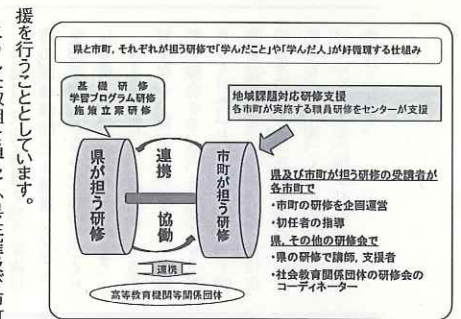 援を行うこととしています。
県と市町，それぞれが担う研修で「学んだこと」や「学んだ人」が好循環する仕組み
基礎研修
学習プログラム研修
施策立案研修
地域課題対応研修支援
各市町が実施する職員研修をセンターが支援
県が担う研修
連携
協働
市町が担う研修
県及び市町が担う研修の受講者が
各市町で
・市町の研修を企画運営
・初任者の指導
県，その他の研修会で
・県の研修で講師，支援者
・社会教育関係団体の研修会の
コーディネーター
連携
高等教育機関等関係団体